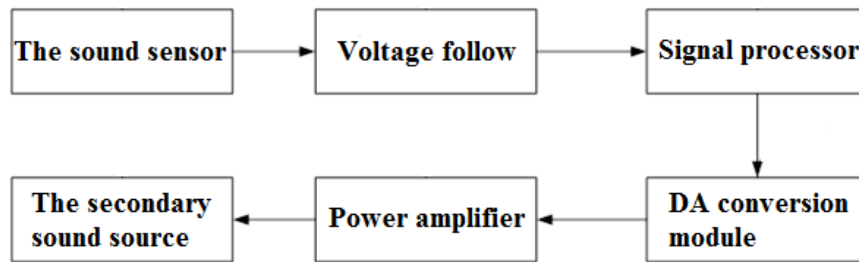 The sound sensor
Voltage follow
Signal processor
The secondary
sound source
Power amplifier
DA conversion
module